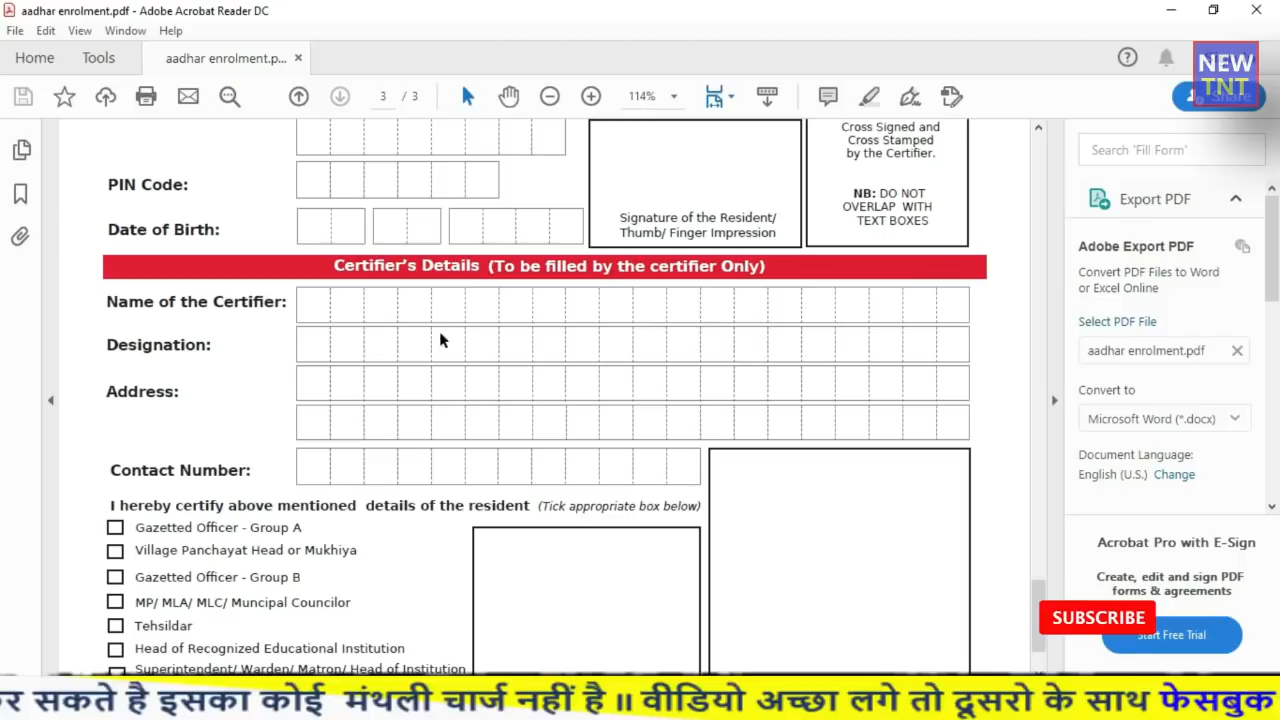 aadhar enrolment.pdf - Adobe Acrobat Reader DC
File Edit View Window Help
Home Tools aadhar enrolment.p... ×
NEW
TNT
3 / 3 114%
Share
Cross Signed and
Cross Stamped
by the Certifier.
NB: DO NOT
OVERLAP WITH
TEXT BOXES
PIN Code:
Date of Birth:
Signature of the Resident/
Thumb/ Finger Impression
Certifier's Details (To be filled by the certifier Only)
Name of the Certifier:
Designation:
Address:
Contact Number:
I hereby certify above mentioned details of the resident (Tick appropriate box below)
Gazetted Officer - Group A
Village Panchayat Head or Mukhiya
Gazetted Officer - Group B
MP/ MLA/ MLC/ Muncipal Councilor
Tehsildar
Head of Recognized Educational Institution
Superintendent/ Warden/ Matron/ Head of Institution
Search 'Fill Form'
Export PDF
Adobe Export PDF
Convert PDF Files to Word
or Excel Online
Select PDF File
aadhar enrolment.pdf
Convert to
Microsoft Word (*.docx)
Document Language:
English (U.S.) Change
Acrobat Pro with E-Sign
Create, edit and sign PDF
forms & agreements
SUBSCRIBE
Start Free Trial
सकते है इसका कोई मंथली चार्ज नहीं है ॥ वीडियो अच्छा लगे तो दूसरो के साथ फेसबुक